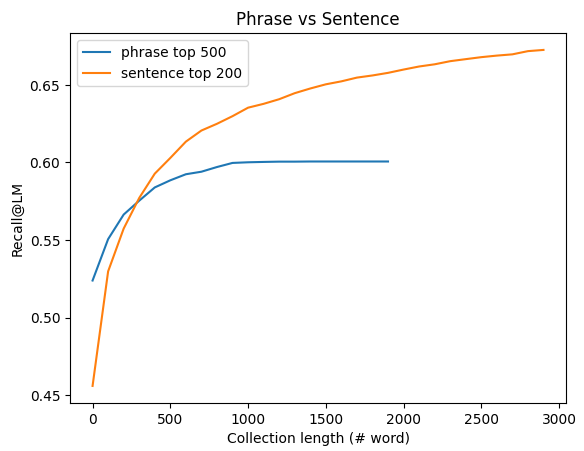 Phrase vs Sentence
phrase top 500
sentence top 200
Recall@LM
0.65
0.60
0.55
0.50
0.45
0 500 1000 1500 2000 2500 3000
Collection length (# word)